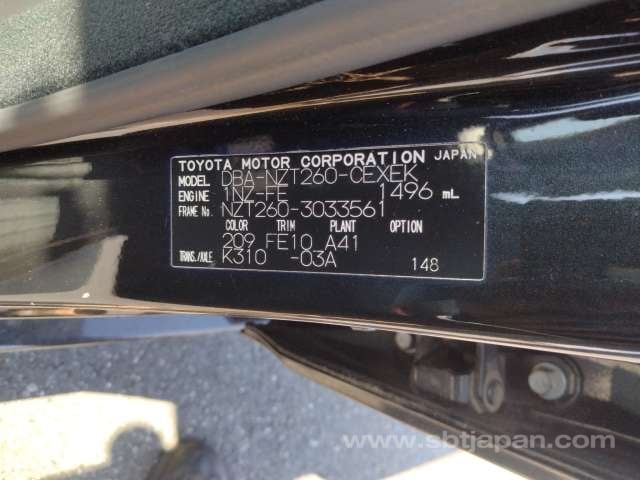 TOYOTA MOTOR CORPORATION JAPAN
MODEL DBA-NZT260-CEXEK
ENGINE 1NZ-FE 1496 mL
FRAME No. NZT260-3033561
COLOR TRIM PLANT OPTION
209 FE10 A41
TRANS./AXLE K310 -03A 148
www.sbtjapan.com